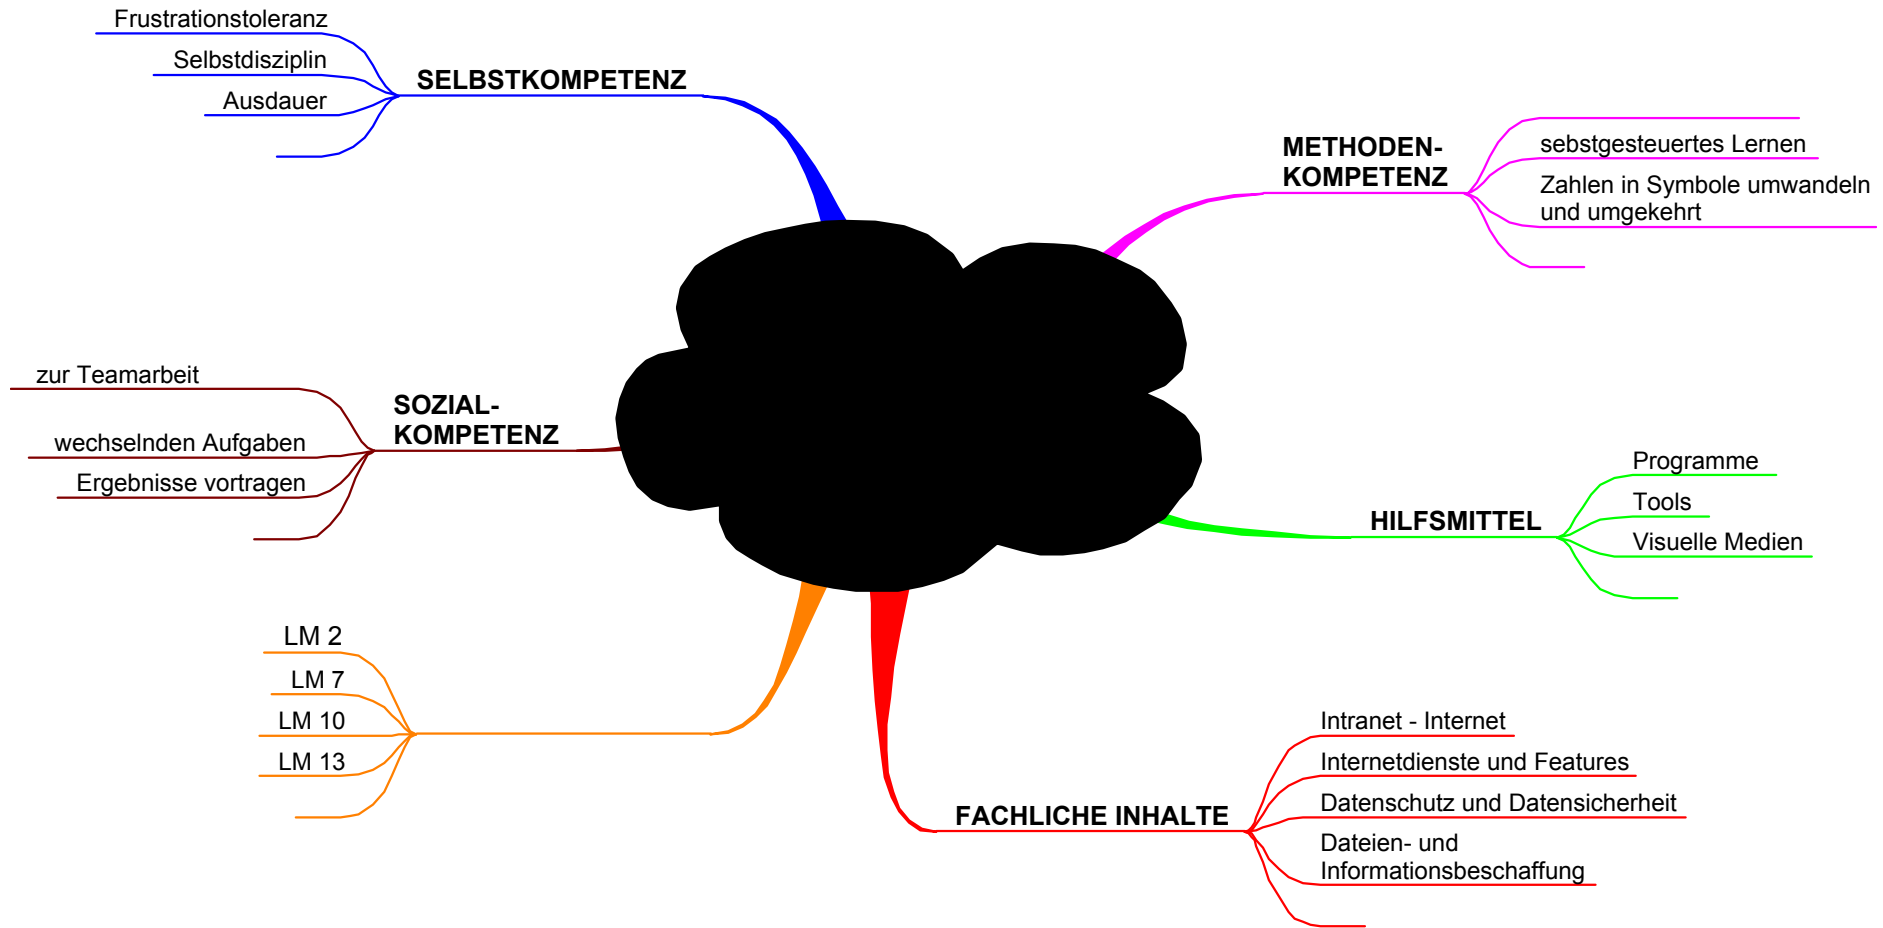 Frustrationstoleranz
Selbstdisziplin
Ausdauer
SELBSTKOMPETENZ
METHODEN-
KOMPETENZ
sebstgesteuertes Lernen
Zahlen in Symbole umwandeln
und umgekehrt
zur Teamarbeit
wechselnden Aufgaben
Ergebnisse vortragen
SOZIAL-
KOMPETENZ
HILFSMITTEL
Programme
Tools
Visuelle Medien
LM 2
LM 7
LM 10
LM 13
FACHLICHE INHALTE
Intranet - Internet
Internetdienste und Features
Datenschutz und Datensicherheit
Dateien- und
Informationsbeschaffung